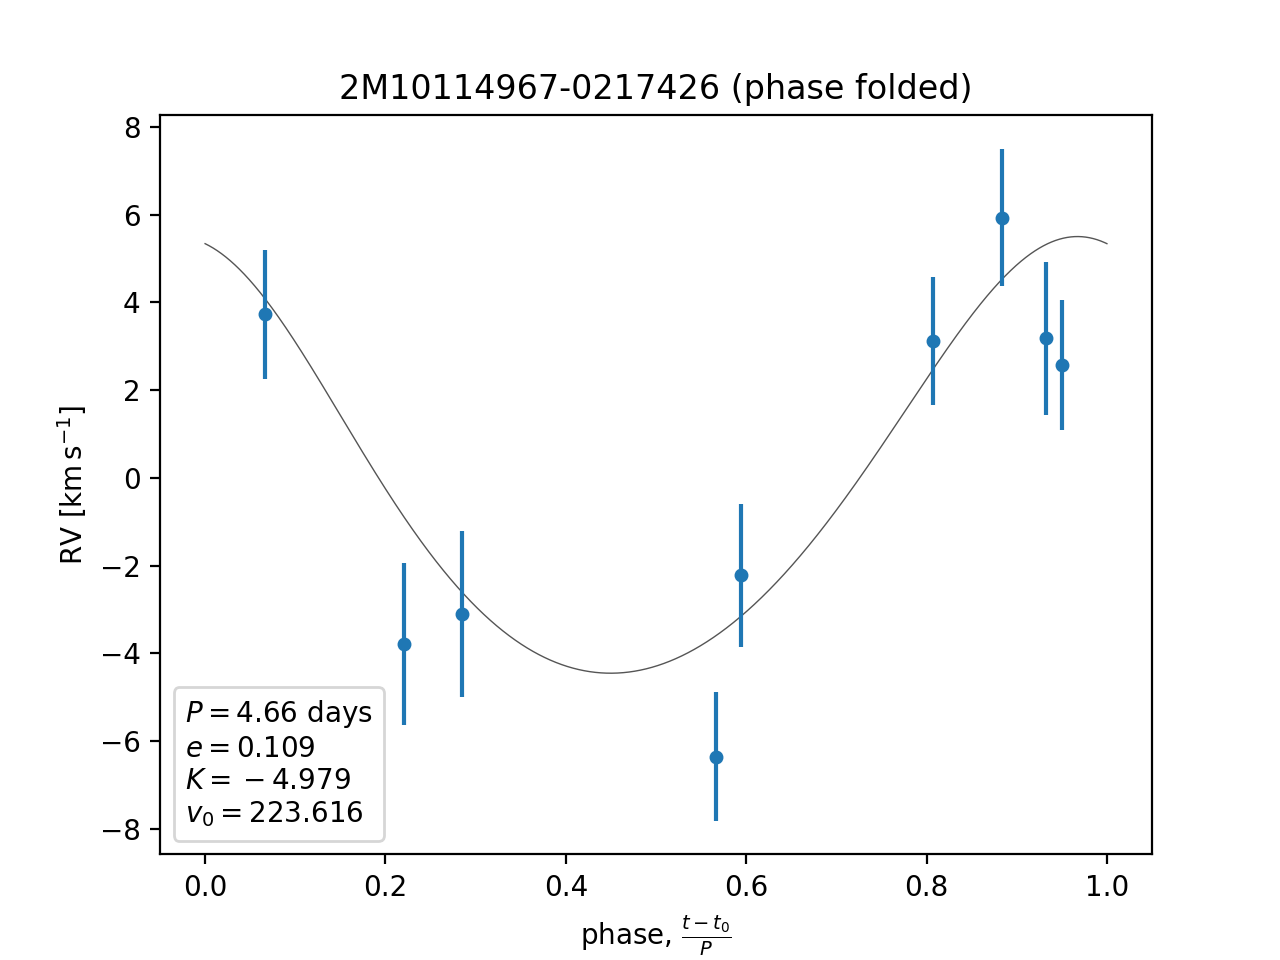 2M10114967-0217426 (phase folded)
8
6
4
2
0
−2
−4
−6
−8
RV [km s⁻¹]
P = 4.66 days
e = 0.109
K = − 4.979
v₀ = 223.616
0.0 0.2 0.4 0.6 0.8 1.0
phase, (t − t₀)/P